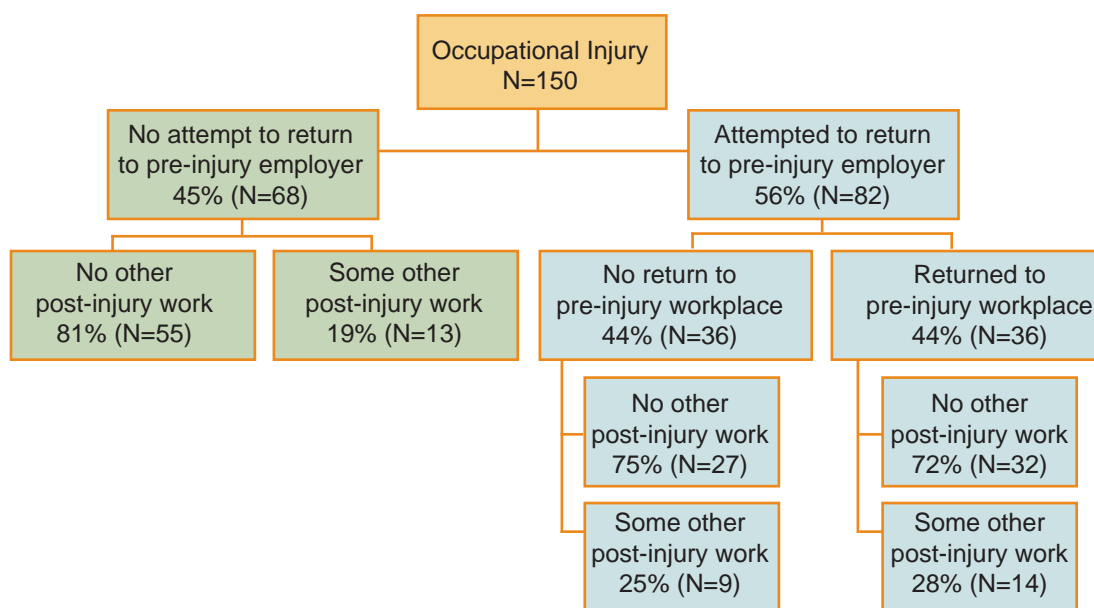 Occupational Injury
N=150
No attempt to return
to pre-injury employer
45% (N=68)
Attempted to return
to pre-injury employer
56% (N=82)
No other
post-injury work
81% (N=55)
Some other
post-injury work
19% (N=13)
No return to
pre-injury workplace
44% (N=36)
Returned to
pre-injury workplace
44% (N=36)
No other
post-injury work
75% (N=27)
No other
post-injury work
72% (N=32)
Some other
post-injury work
25% (N=9)
Some other
post-injury work
28% (N=14)